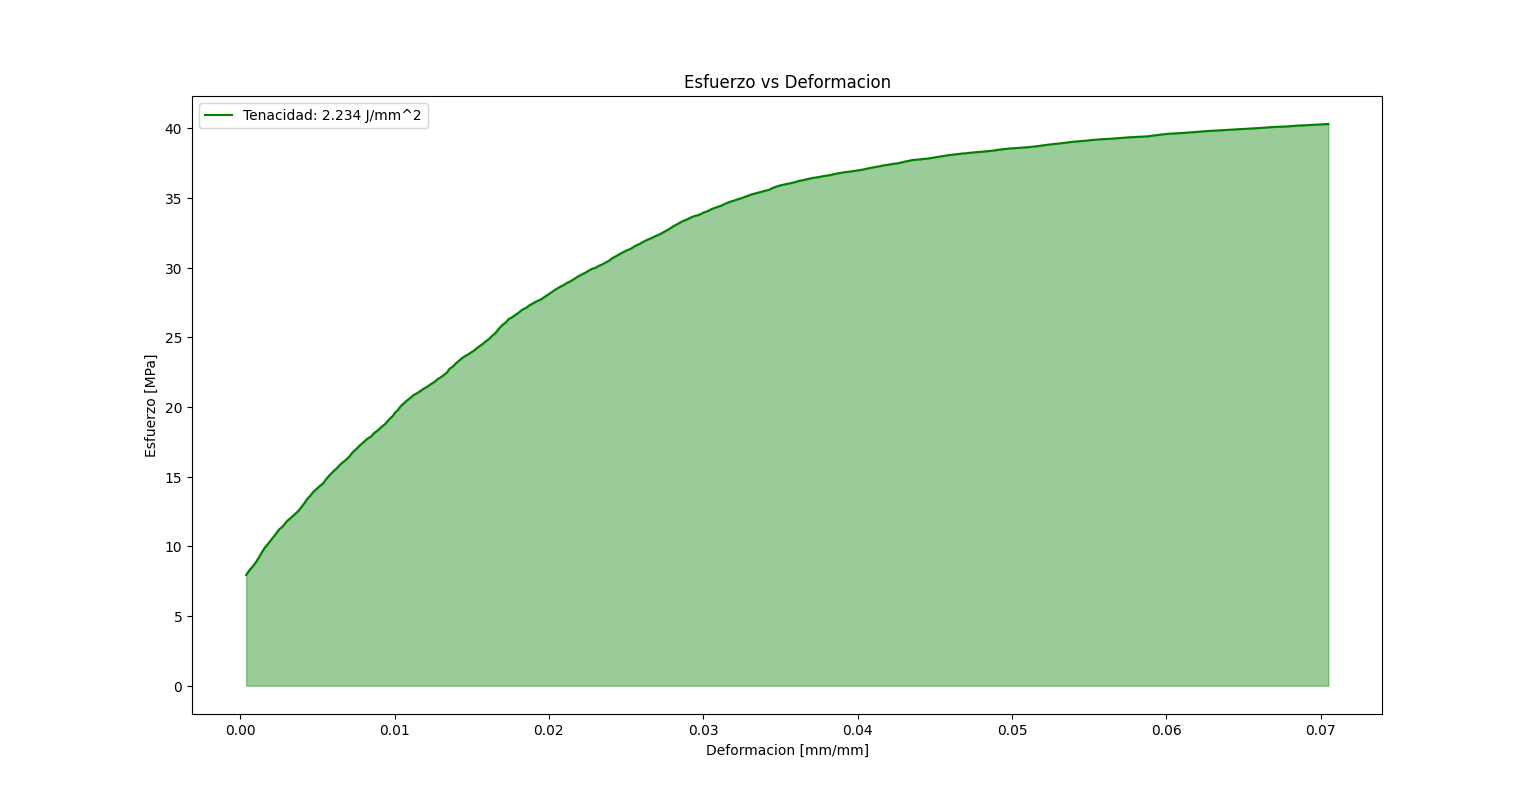 Esfuerzo vs Deformacion
Tenacidad: 2.234 J/mm^2
40
35
30
25
20
15
10
5
0
Esfuerzo [MPa]
0.00 0.01 0.02 0.03 0.04 0.05 0.06 0.07
Deformacion [mm/mm]